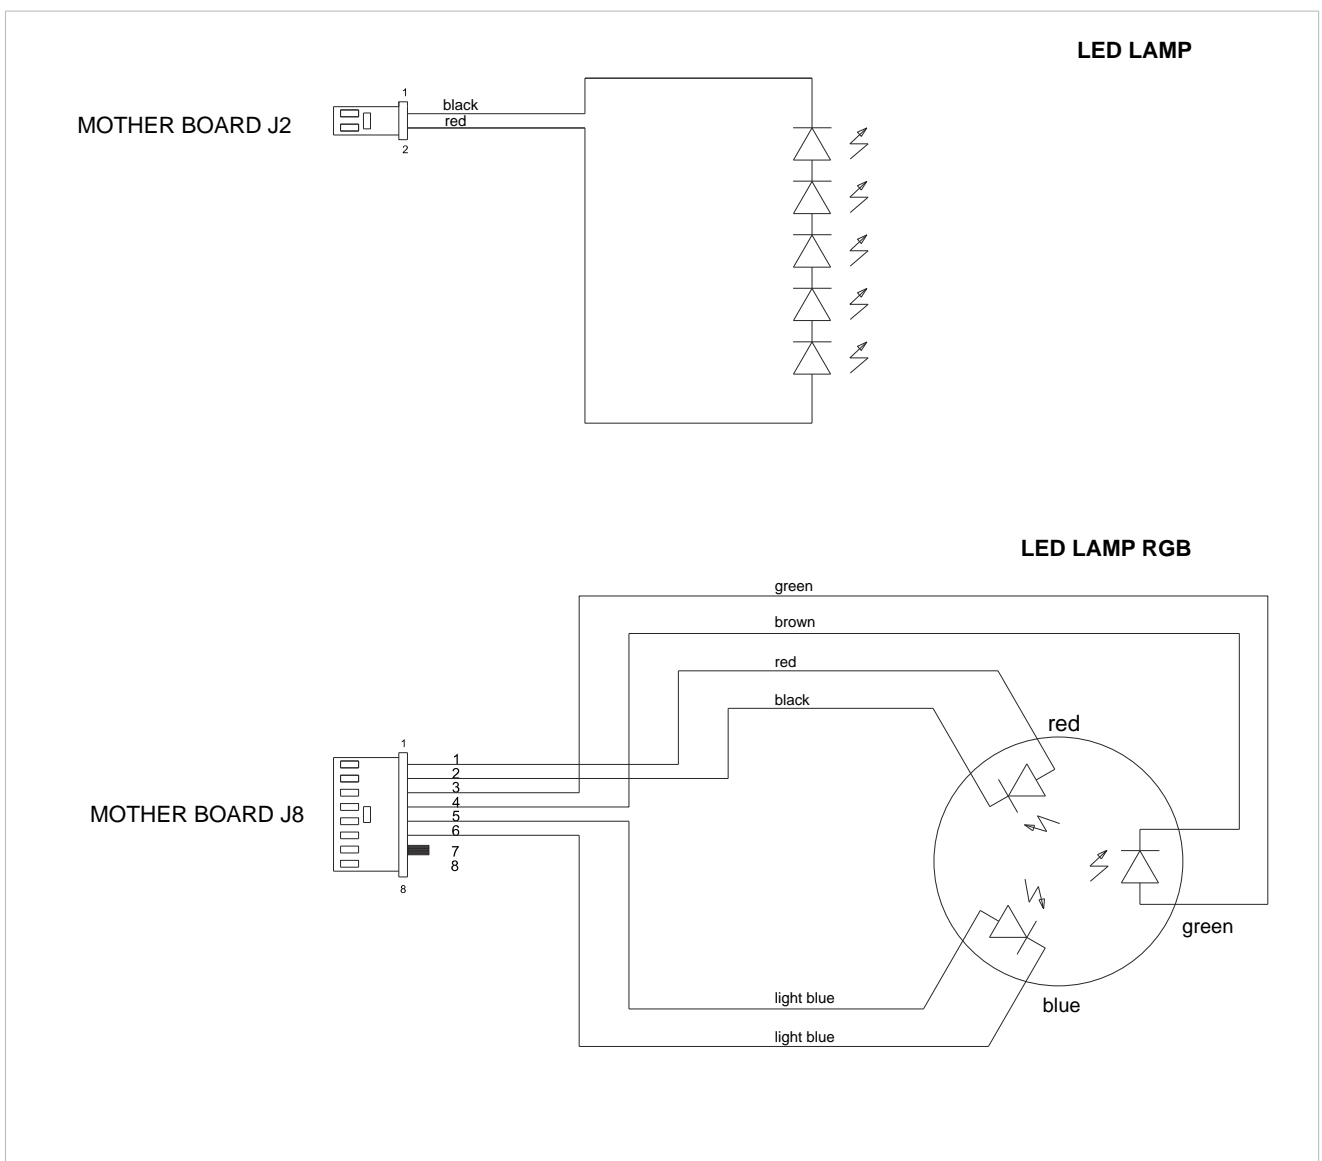 LED LAMP
1
black
MOTHER BOARD J2
red
2
LED LAMP RGB
green
brown
red
black
red
1
1
2
3
4
MOTHER BOARD J8
5
6
7
8
8
green
light blue
blue
light blue